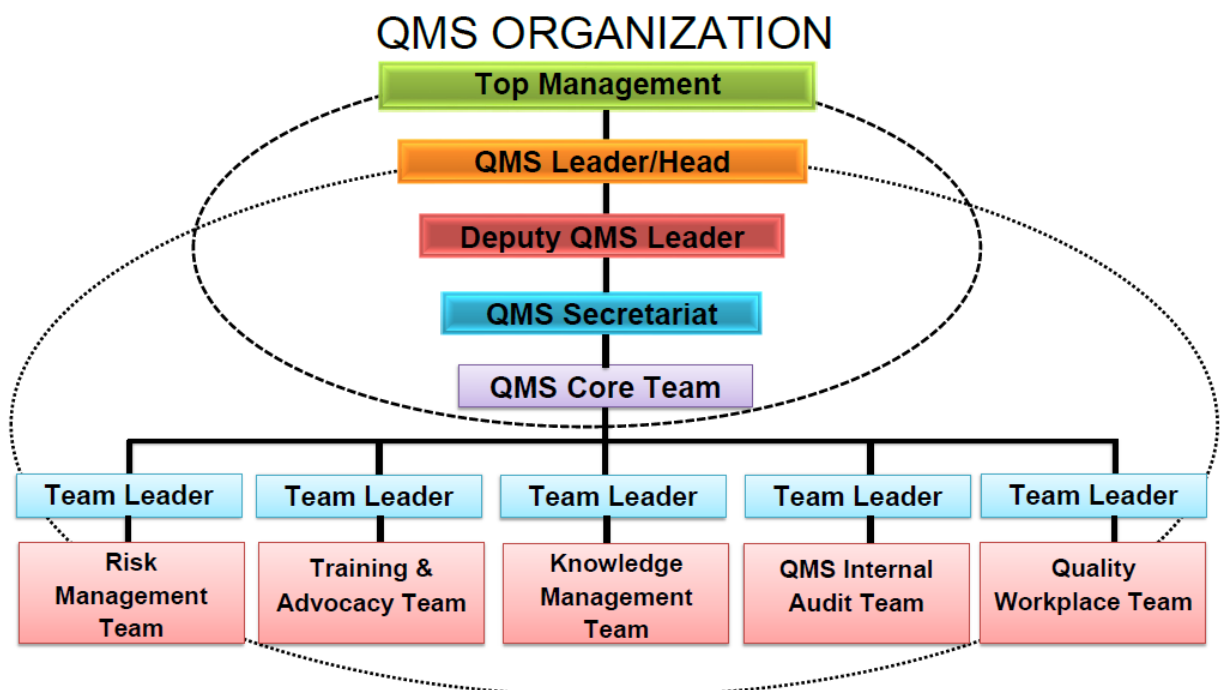 QMS ORGANIZATION
Top Management
QMS Leader/Head
Deputy QMS Leader
QMS Secretariat
QMS Core Team
Team Leader
Team Leader
Team Leader
Team Leader
Team Leader
Risk
Management
Team
Training &
Advocacy Team
Knowledge
Management
Team
QMS Internal
Audit Team
Quality
Workplace Team